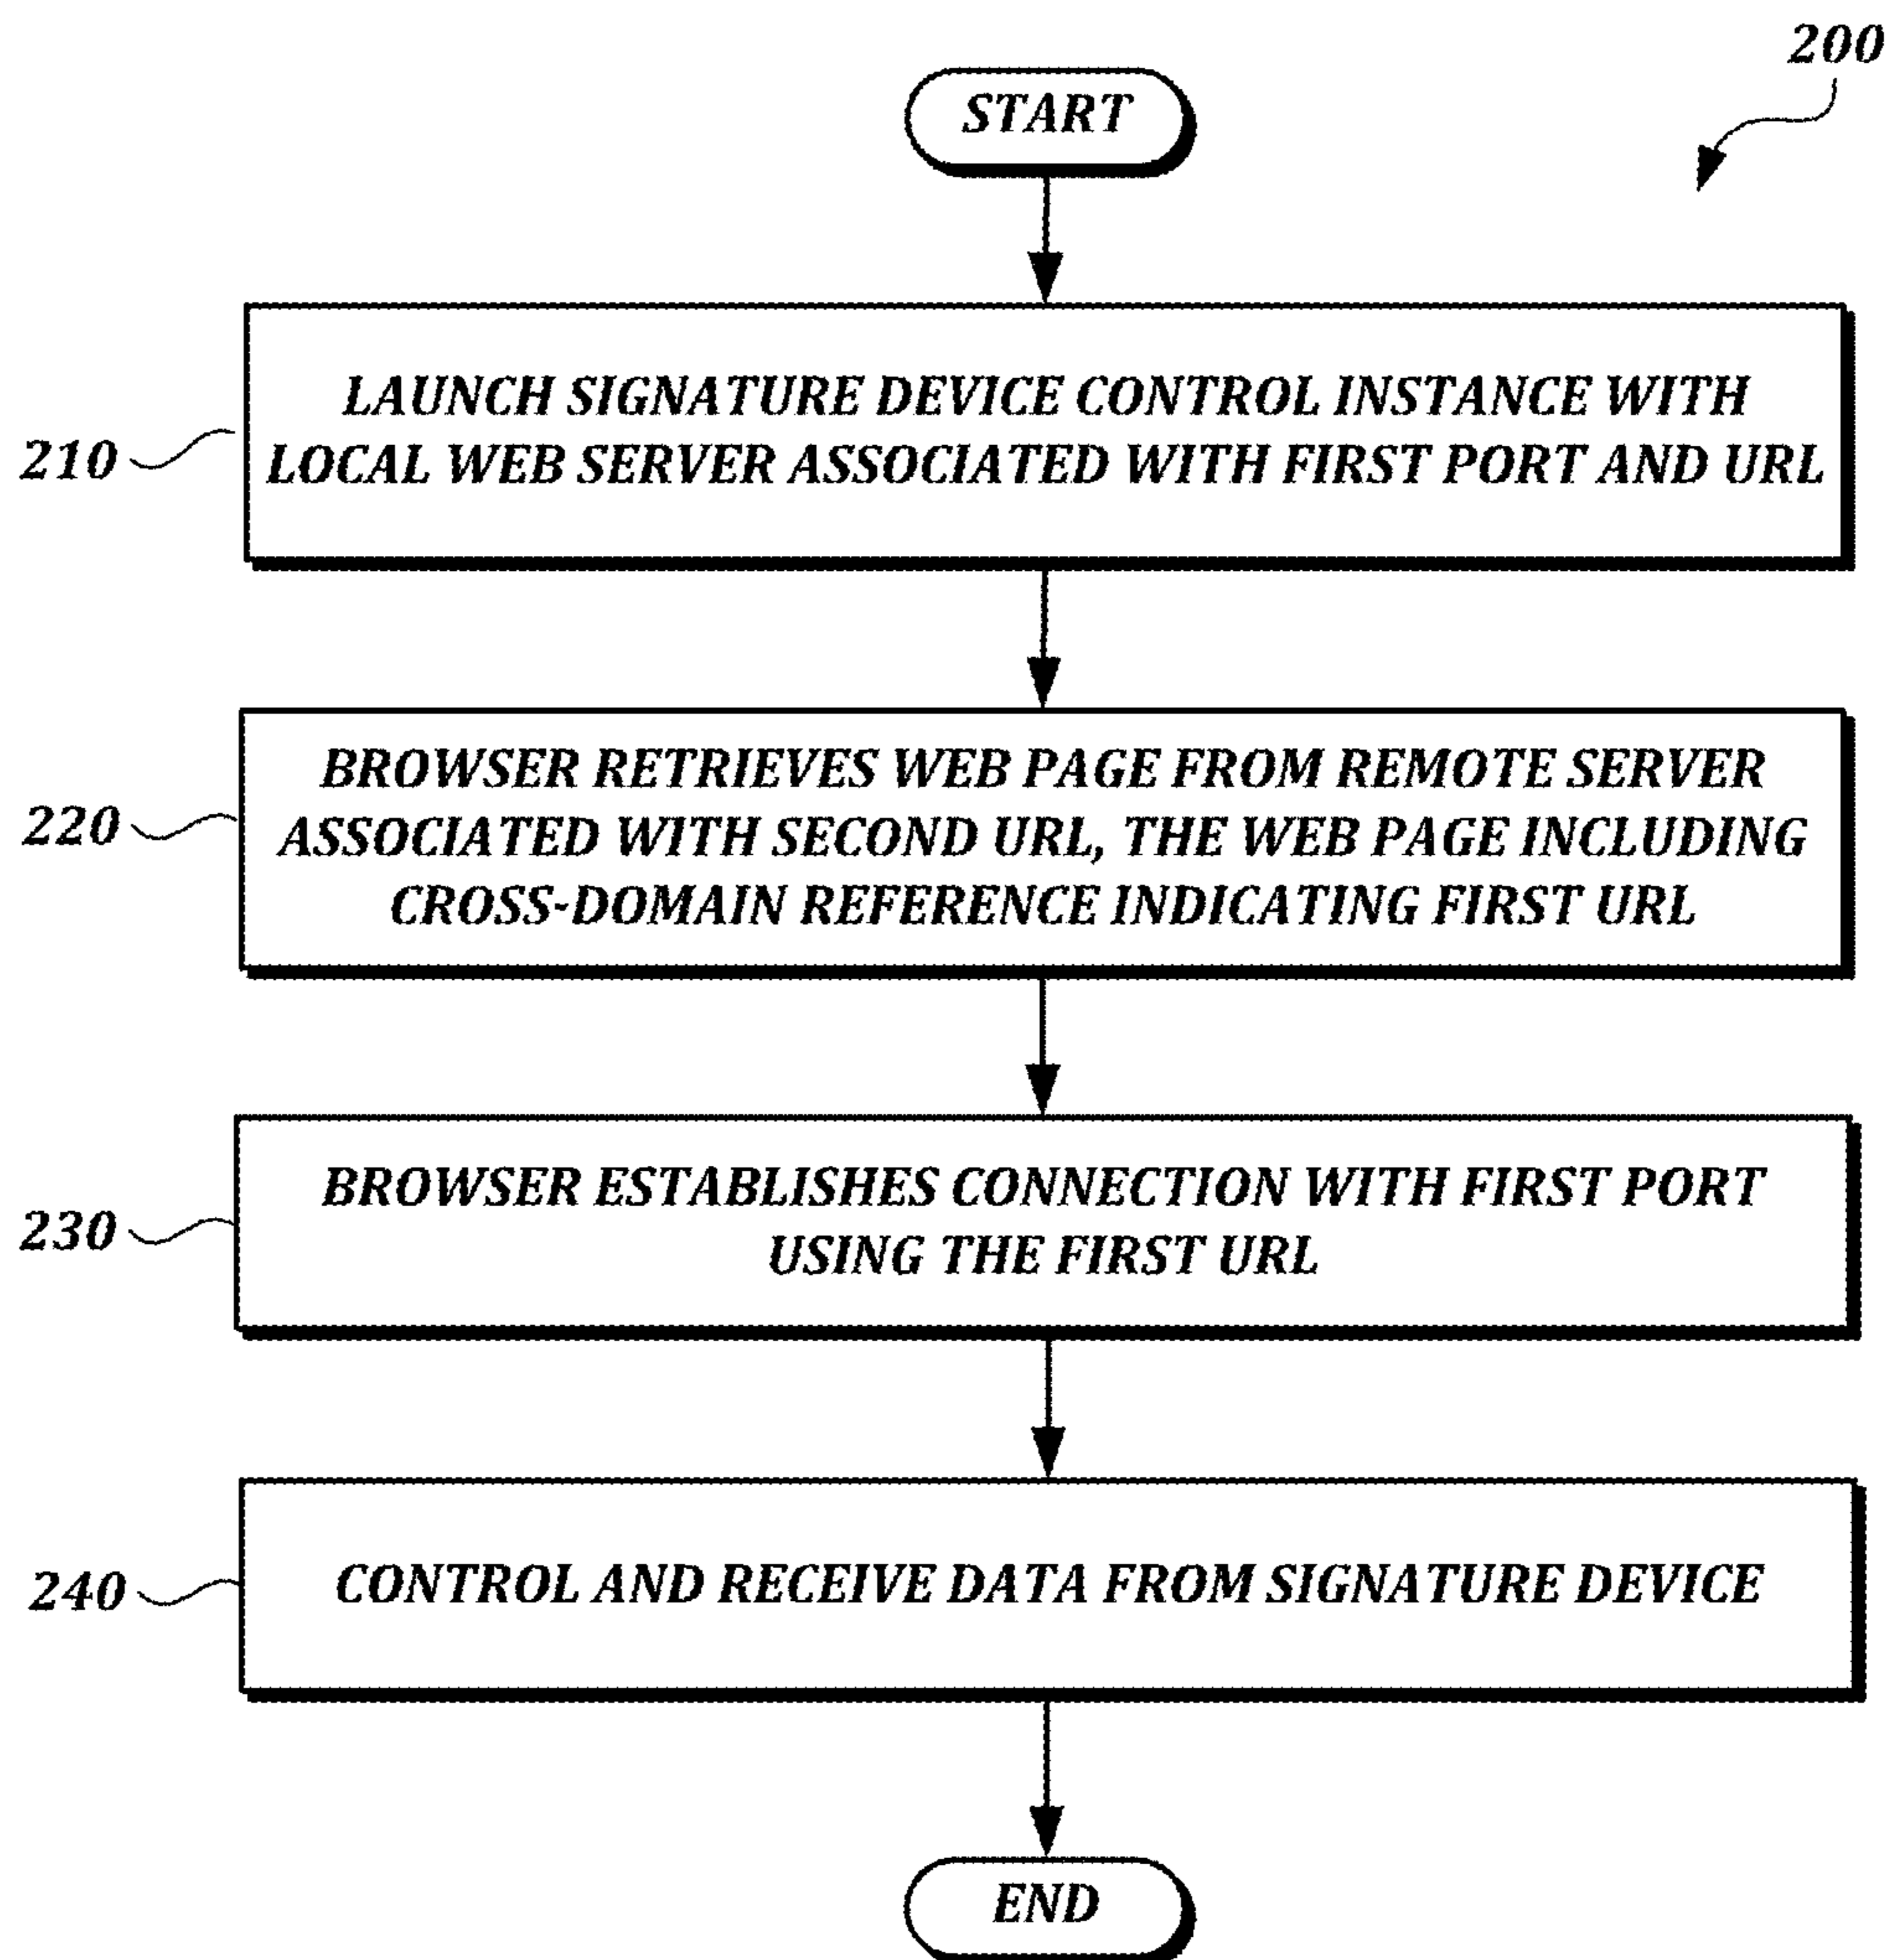 200
START
210
LAUNCH SIGNATURE DEVICE CONTROL INSTANCE WITH
LOCAL WEB SERVER ASSOCIATED WITH FIRST PORT AND URL
220
BROWSER RETRIEVES WEB PAGE FROM REMOTE SERVER
ASSOCIATED WITH SECOND URL, THE WEB PAGE INCLUDING
CROSS-DOMAIN REFERENCE INDICATING FIRST URL
230
BROWSER ESTABLISHES CONNECTION WITH FIRST PORT
USING THE FIRST URL
240
CONTROL AND RECEIVE DATA FROM SIGNATURE DEVICE
END